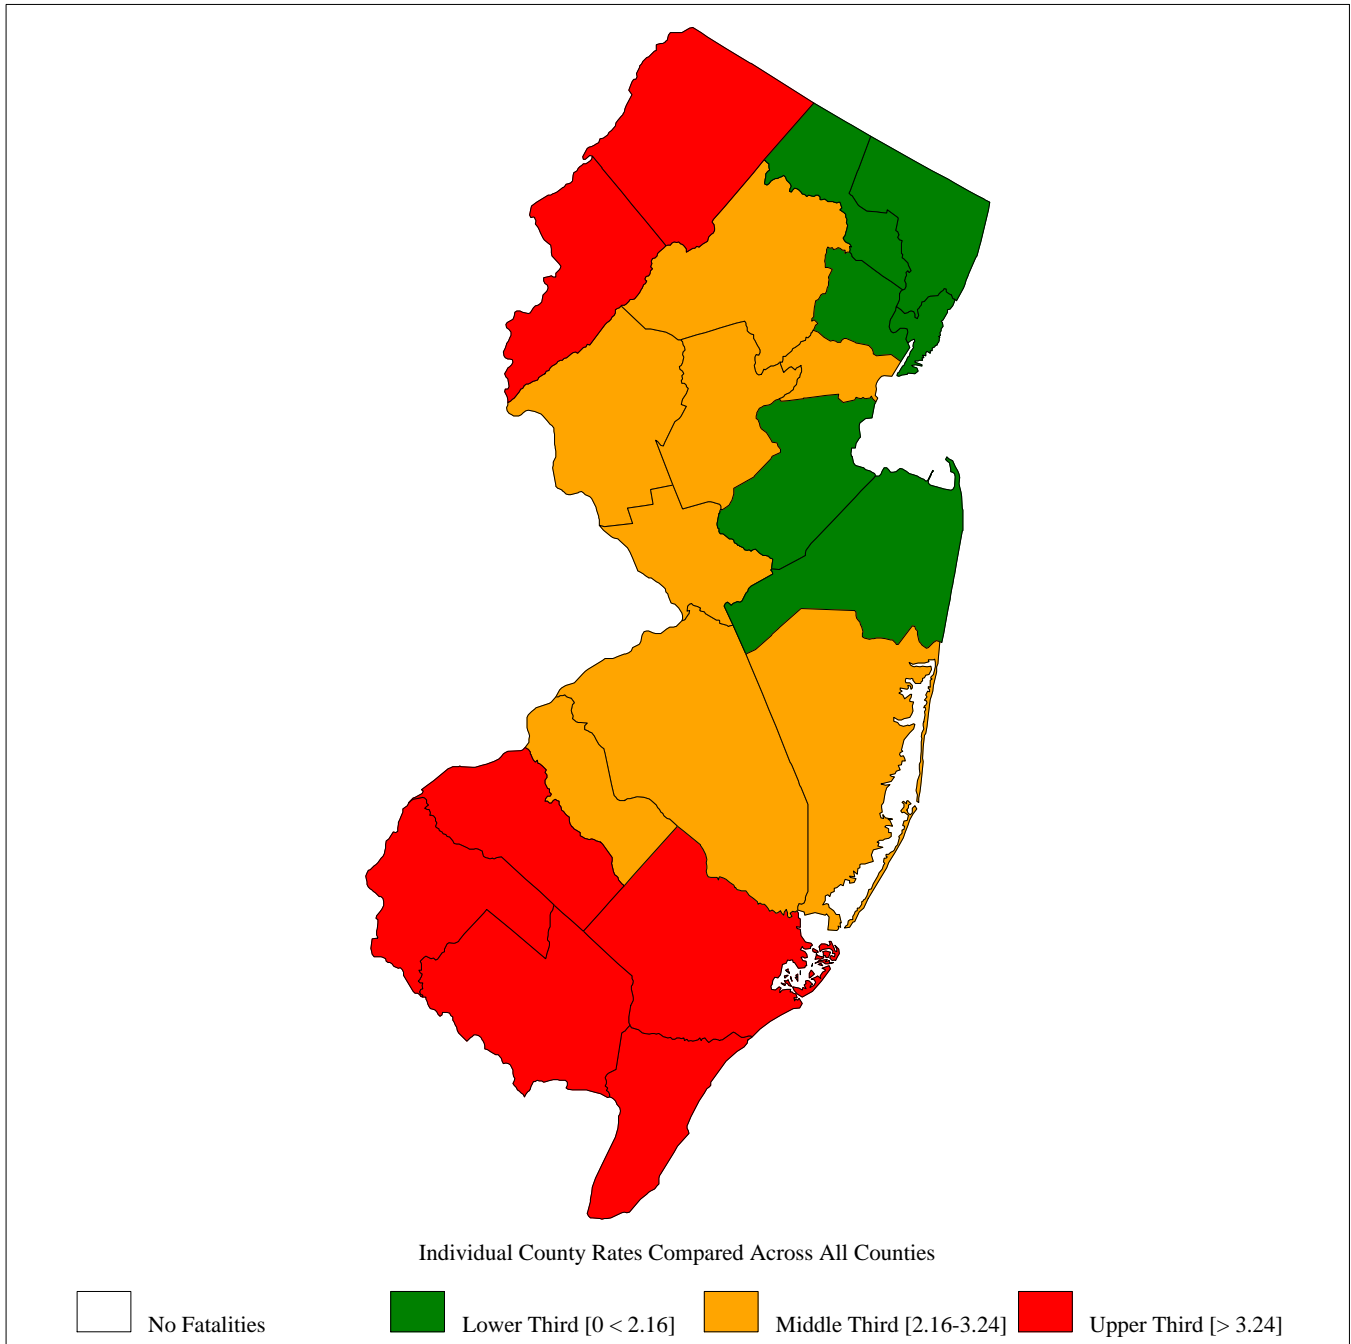 Individual County Rates Compared Across All Counties
No Fatalities Lower Third [0 < 2.16] Middle Third [2.16-3.24] Upper Third [> 3.24]